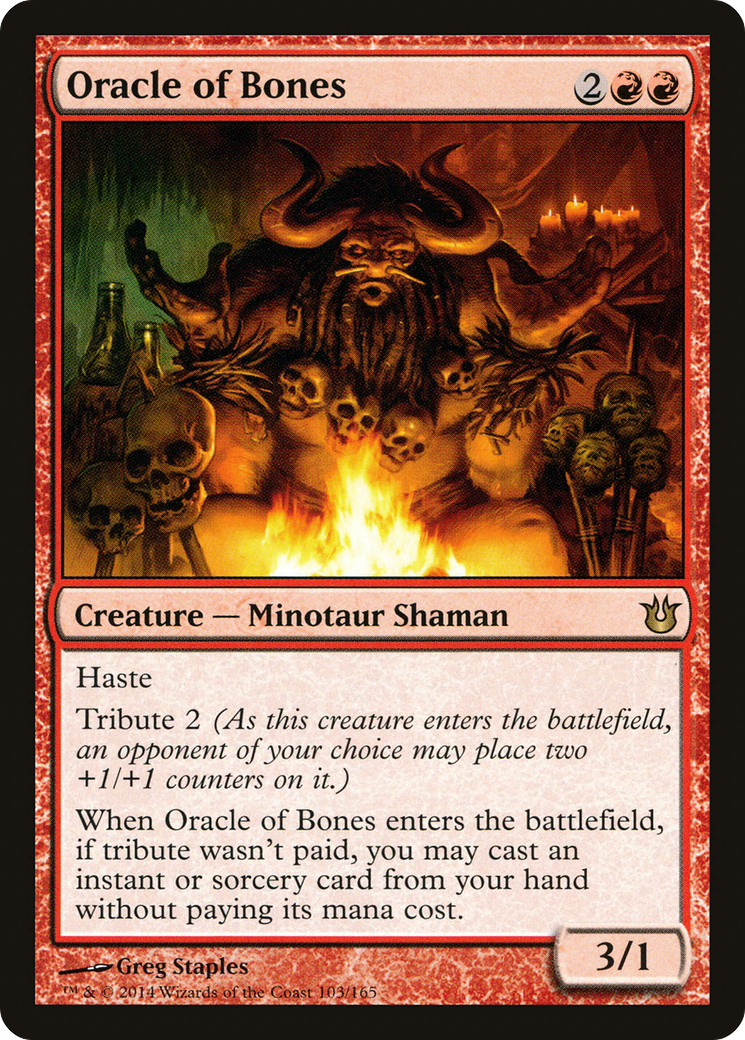 Oracle of Bones 2
Creature — Minotaur Shaman
Haste
Tribute 2 (As this creature enters the battlefield,
an opponent of your choice may place two
+1/+1 counters on it.)
When Oracle of Bones enters the battlefield,
if tribute wasn't paid, you may cast an
instant or sorcery card from your hand
without paying its mana cost.
3/1
Greg Staples
™ & © 2014 Wizards of the Coast 103/165